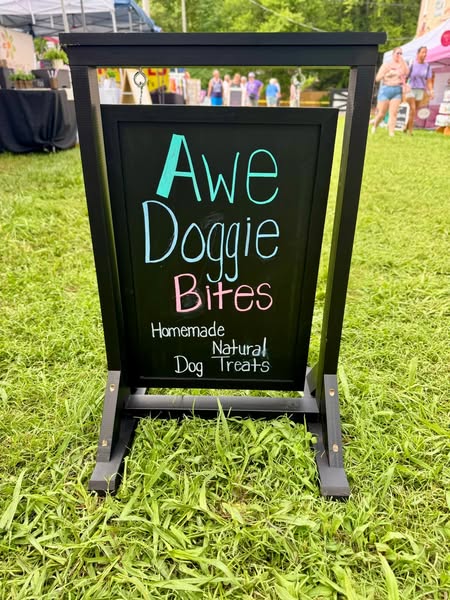 Awe
Doggie
Bites
Homemade
Natural
Dog Treats